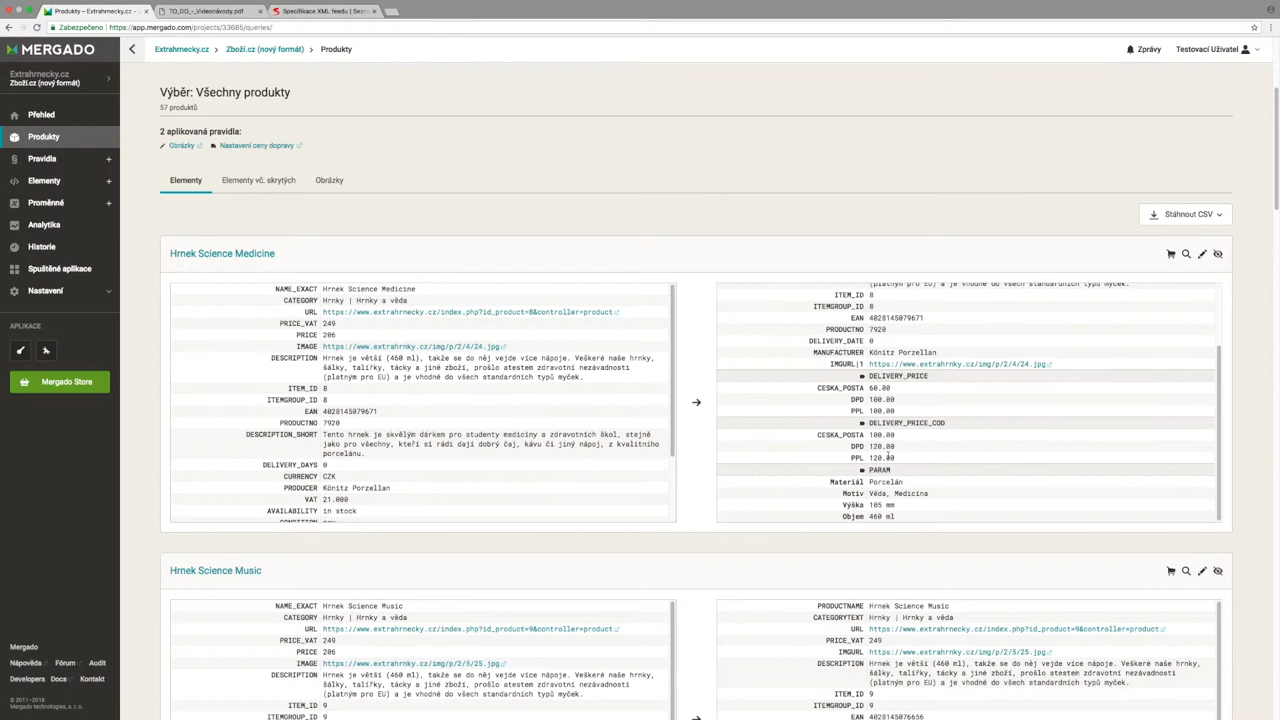 Produkty – Extrahrnecky.cz – M
TO_DO_-_Videonávody.pdf
Specifikace XML feedu | Sezn
Zabezpečeno | https://app.mergado.com/projects/33685/queries/
MERGADO
Extrahrnecky.cz > Zboží.cz (nový formát) > Produkty
Zprávy
Testovací Uživatel
Extrahrnecky.cz
Zboží.cz (nový formát)
Přehled
Produkty
Pravidla +
Elementy +
Proměnné +
Analytika
Historie
Spuštěné aplikace
Nastavení
APLIKACE
Mergado Store
Mergado
Nápověda Fórum Audit
Developers Docs Kontakt
© 2011–2018
Mergado technologies, s. r. o.
Výběr: Všechny produkty
57 produktů
2 aplikovaná pravidla:
Obrázky Nastavení ceny dopravy
Elementy Elementy vč. skrytých Obrázky
Stáhnout CSV
Hrnek Science Medicine
NAME_EXACT Hrnek Science Medicine
CATEGORY Hrnky | Hrnky a věda
URL https://www.extrahrnecky.cz/index.php?id_product=8&controller=product
PRICE_VAT 249
PRICE 206
IMAGE https://www.extrahrnky.cz/img/p/2/4/24.jpg
DESCRIPTION Hrnek je větší (460 ml), takže se do něj vejde více nápoje. Veškeré naše hrnky,
šálky, talířky, tácky a jiné zboží, prošlo atestem zdravotní nezávadnosti
(platným pro EU) a je vhodné do všech standardních typů myček.
ITEM_ID 8
ITEMGROUP_ID 8
EAN 4028145079671
PRODUCTNO 7920
DESCRIPTION_SHORT Tento hrnek je skvělým dárkem pro studenty medicíny a zdravotních škol, stejně
jako pro všechny, kteří si rádi dají dobrý čaj, kávu či jiný nápoj, z kvalitního
porcelánu.
DELIVERY_DAYS 0
CURRENCY CZK
PRODUCER Könitz Porzellan
VAT 21.000
AVAILABILITY in stock
CONDITION new
(platným pro EU) a je vhodné do všech standardních typů myček.
ITEM_ID 8
ITEMGROUP_ID 8
EAN 4028145079671
PRODUCTNO 7920
DELIVERY_DATE 0
MANUFACTURER Könitz Porzellan
IMGURL|1 https://www.extrahrnky.cz/img/p/2/4/24.jpg
DELIVERY_PRICE
CESKA_POSTA 60.00
DPD 100.00
PPL 100.00
DELIVERY_PRICE_COD
CESKA_POSTA 100.00
DPD 120.00
PPL 120.00
PARAM
Materiál Porcelán
Motiv Věda, Medicína
Výška 105 mm
Objem 460 ml
Hrnek Science Music
NAME_EXACT Hrnek Science Music
CATEGORY Hrnky | Hrnky a věda
URL https://www.extrahrnecky.cz/index.php?id_product=9&controller=product
PRICE_VAT 249
PRICE 206
IMAGE https://www.extrahrnky.cz/img/p/2/5/25.jpg
DESCRIPTION Hrnek je větší (460 ml), takže se do něj vejde více nápoje. Veškeré naše hrnky,
šálky, talířky, tácky a jiné zboží, prošlo atestem zdravotní nezávadnosti
(platným pro EU) a je vhodné do všech standardních typů myček.
ITEM_ID 9
ITEMGROUP_ID 9
PRODUCTNAME Hrnek Science Music
CATEGORYTEXT Hrnky | Hrnky a věda
URL https://www.extrahrnecky.cz/index.php?id_product=9&controller=product
PRICE_VAT 249
IMGURL https://www.extrahrnky.cz/img/p/2/5/25.jpg
DESCRIPTION Hrnek je větší (460 ml), takže se do něj vejde více nápoje. Veškeré naše hrnky,
šálky, talířky, tácky a jiné zboží, prošlo atestem zdravotní nezávadnosti
(platným pro EU) a je vhodné do všech standardních typů myček.
ITEM_ID 9
ITEMGROUP_ID 9
EAN 4028145076656